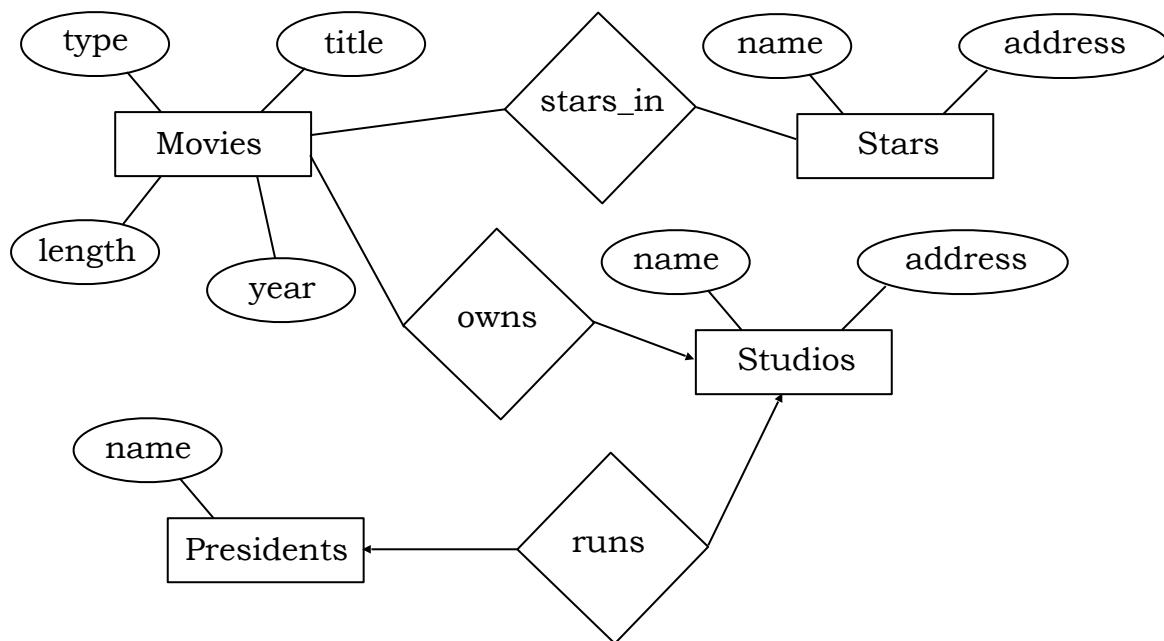 type
title
name
address
stars_in
Movies
Stars
length
year
name
address
owns
Studios
name
Presidents
runs